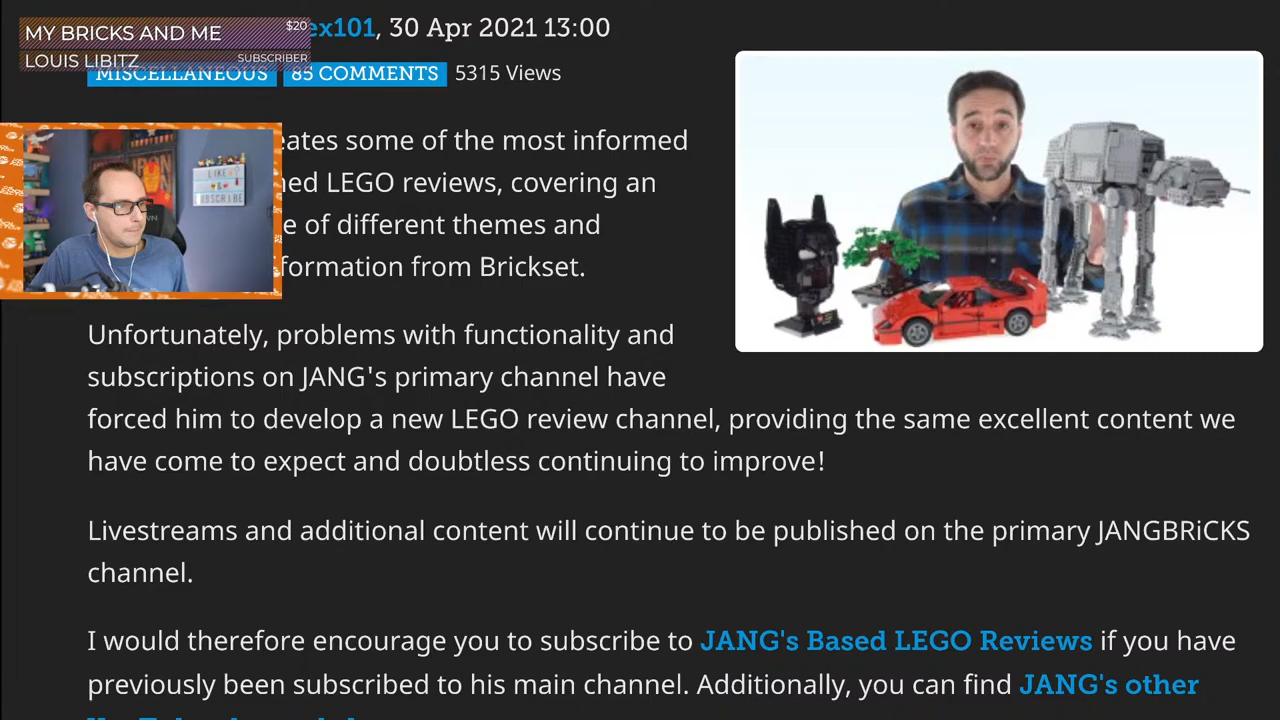 MY BRICKS AND ME
$20
LOUIS LIBITZ
SUBSCRIBER
ex101, 30 Apr 2021 13:00
MISCELLANEOUS 85 COMMENTS 5315 Views
LIKE
&
SUBSCRIBE
eates some of the most informed
ned LEGO reviews, covering an
e of different themes and
formation from Brickset.
Unfortunately, problems with functionality and
subscriptions on JANG's primary channel have
forced him to develop a new LEGO review channel, providing the same excellent content we
have come to expect and doubtless continuing to improve!
Livestreams and additional content will continue to be published on the primary JANGBRiCKS
channel.
I would therefore encourage you to subscribe to JANG's Based LEGO Reviews if you have
previously been subscribed to his main channel. Additionally, you can find JANG's other